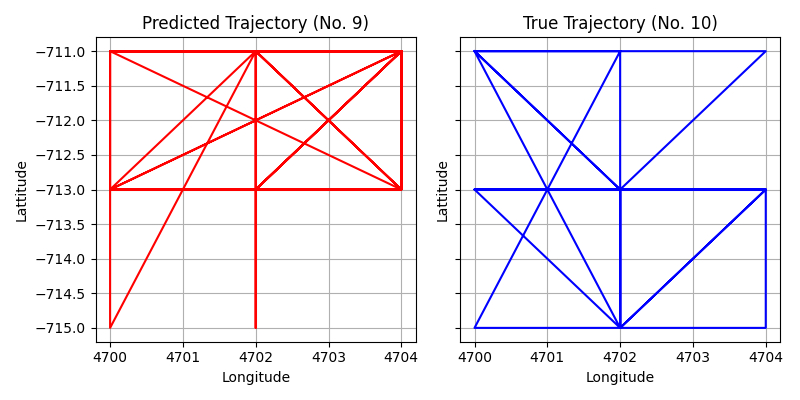 Predicted Trajectory (No. 9)
True Trajectory (No. 10)
−711.0
−711.5
−712.0
−712.5
−713.0
−713.5
−714.0
−714.5
−715.0
Lattitude
Lattitude
4700 4701 4702 4703 4704
4700 4701 4702 4703 4704
Longitude
Longitude